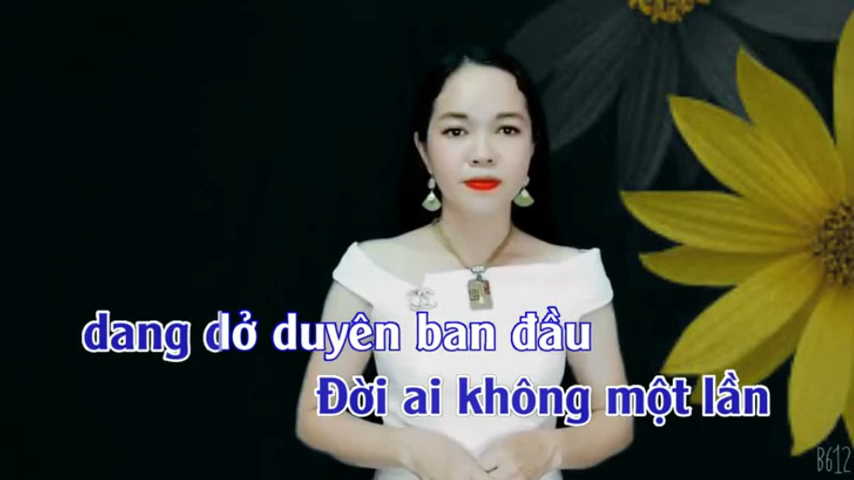 dang dở duyên ban đầu
Đời ai không một lần
B612